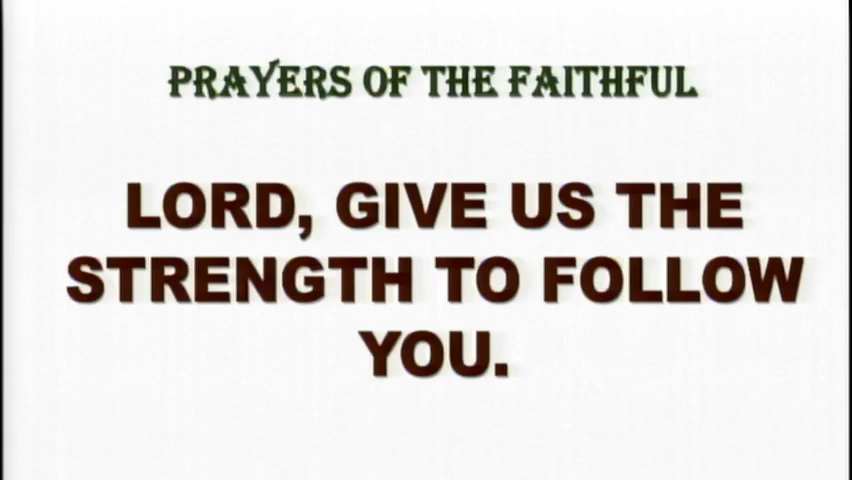 PRAYERS OF THE FAITHFUL
LORD, GIVE US THE
STRENGTH TO FOLLOW
YOU.